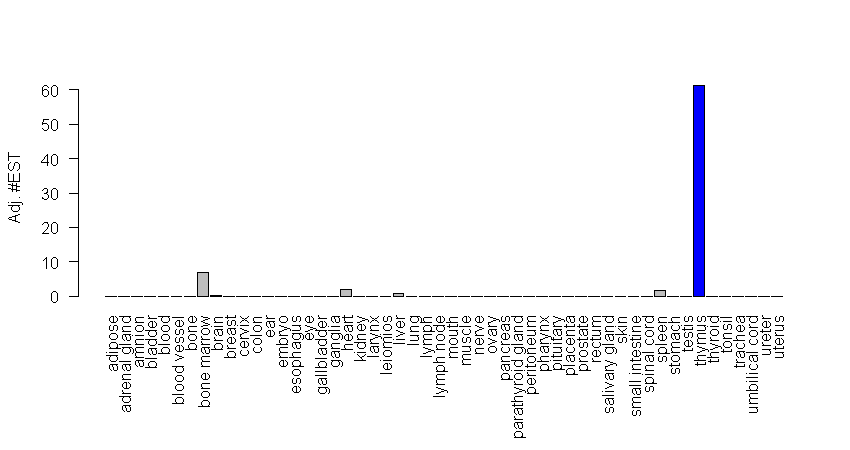 Adj. #EST
60
50
40
30
20
10
0
adipose
adrenal gland
amnion
bladder
blood
blood vessel
bone
bone marrow
brain
breast
cervix
colon
ear
embryo
esophagus
eye
gallbladder
ganglia
heart
kidney
larynx
leiomios
liver
lung
lymph
lymph node
mouth
muscle
nerve
ovary
pancreas
parathyroid gland
peritoneum
pharynx
pituitary
placenta
prostate
rectum
salivary gland
skin
small intestine
spinal cord
spleen
stomach
testis
thymus
thyroid
tonsil
trachea
umbilical cord
ureter
uterus